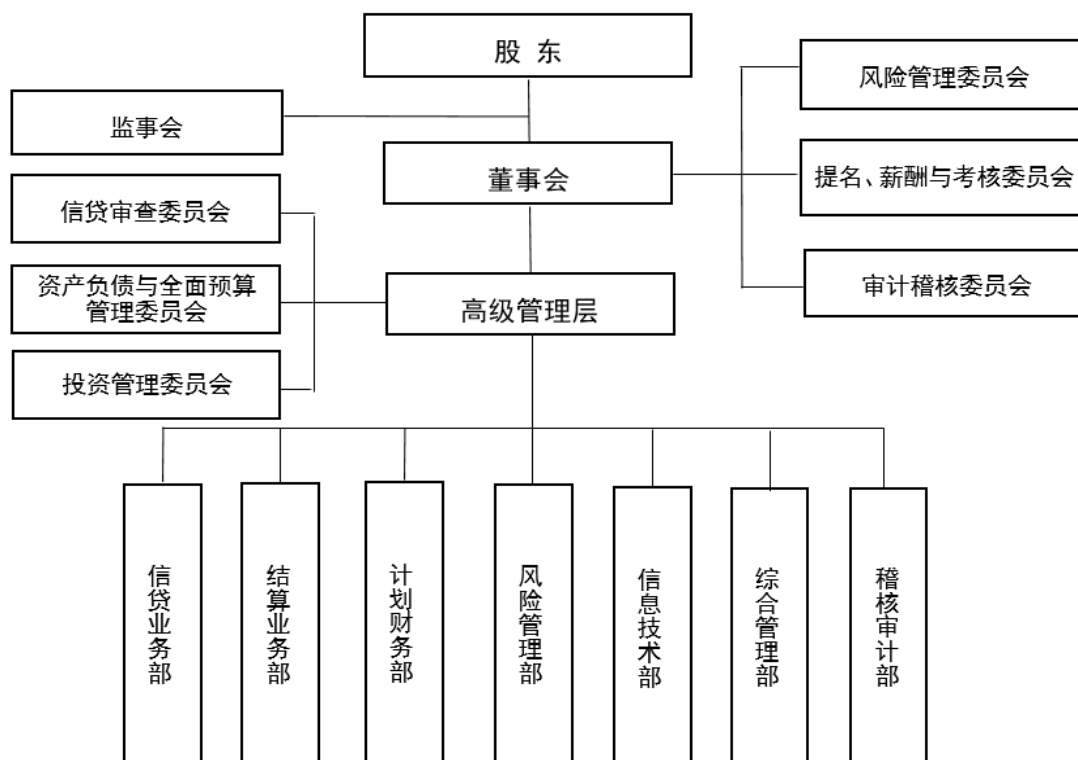 股 东
风险管理委员会
监事会
董事会
提名、薪酬与考核委员会
信贷审查委员会
审计稽核委员会
资产负债与全面预算
管理委员会
高级管理层
投资管理委员会
信贷业务部
结算业务部
计划财务部
风险管理部
信息技术部
综合管理部
稽核审计部